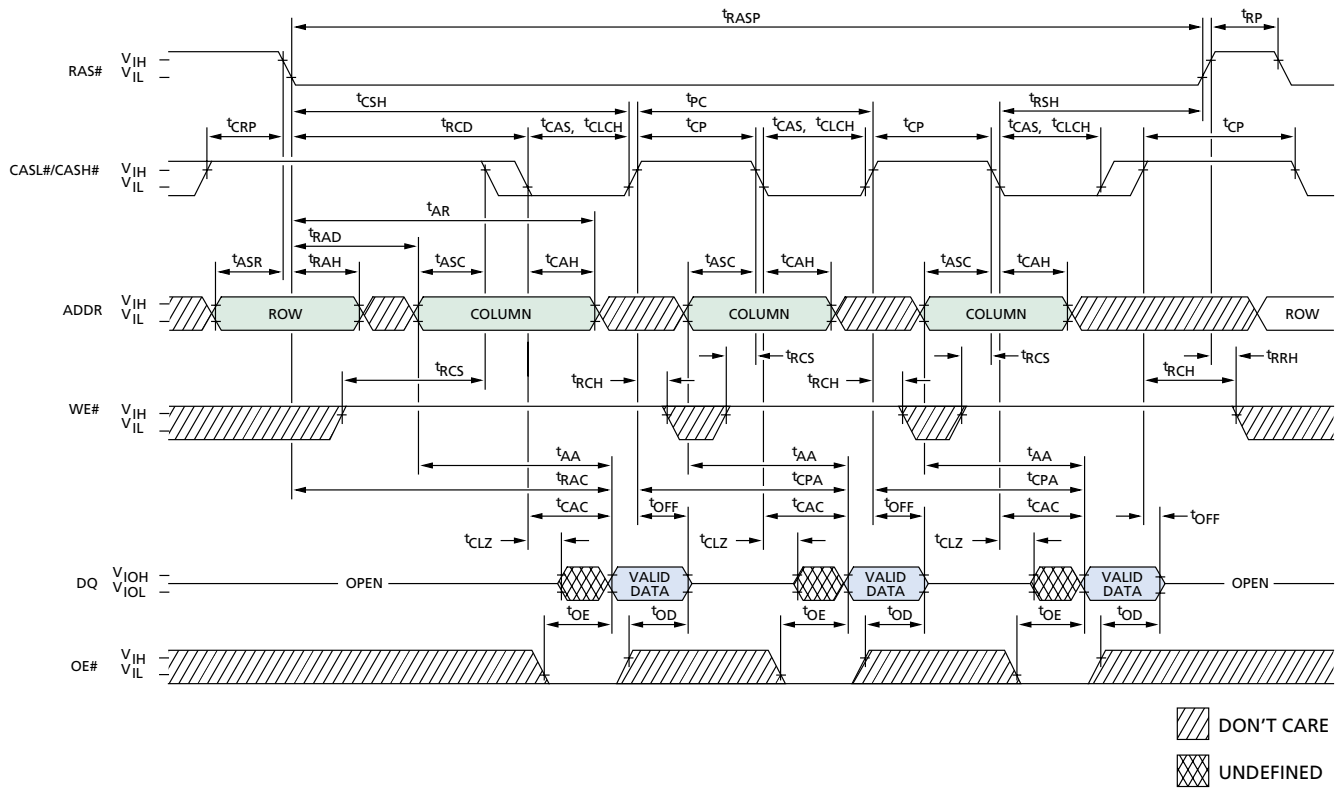 tRASP tRP
RAS# VIH
VIL
tCSH tPC tRSH
tCRP tRCD tCAS, tCLCH tCP tCAS, tCLCH tCP tCAS, tCLCH tCP
CASL#/CASH# VIH
VIL
tAR
tRAD
tASR tRAH tASC tCAH tASC tCAH tASC tCAH
ADDR VIH
VIL
ROW COLUMN COLUMN COLUMN ROW
tRCS tRCS tRRH
tRCS tRCH tRCH tRCH
WE# VIH
VIL
tAA tAA tAA
tRAC tCPA tCPA
tCAC tOFF tCAC tOFF tCAC tOFF
tCLZ tCLZ tCLZ
DQ VIOH
VIOL
OPEN VALID DATA VALID DATA VALID DATA OPEN
tOE tOD tOE tOD tOE tOD
OE# VIH
VIL
DON'T CARE
UNDEFINED